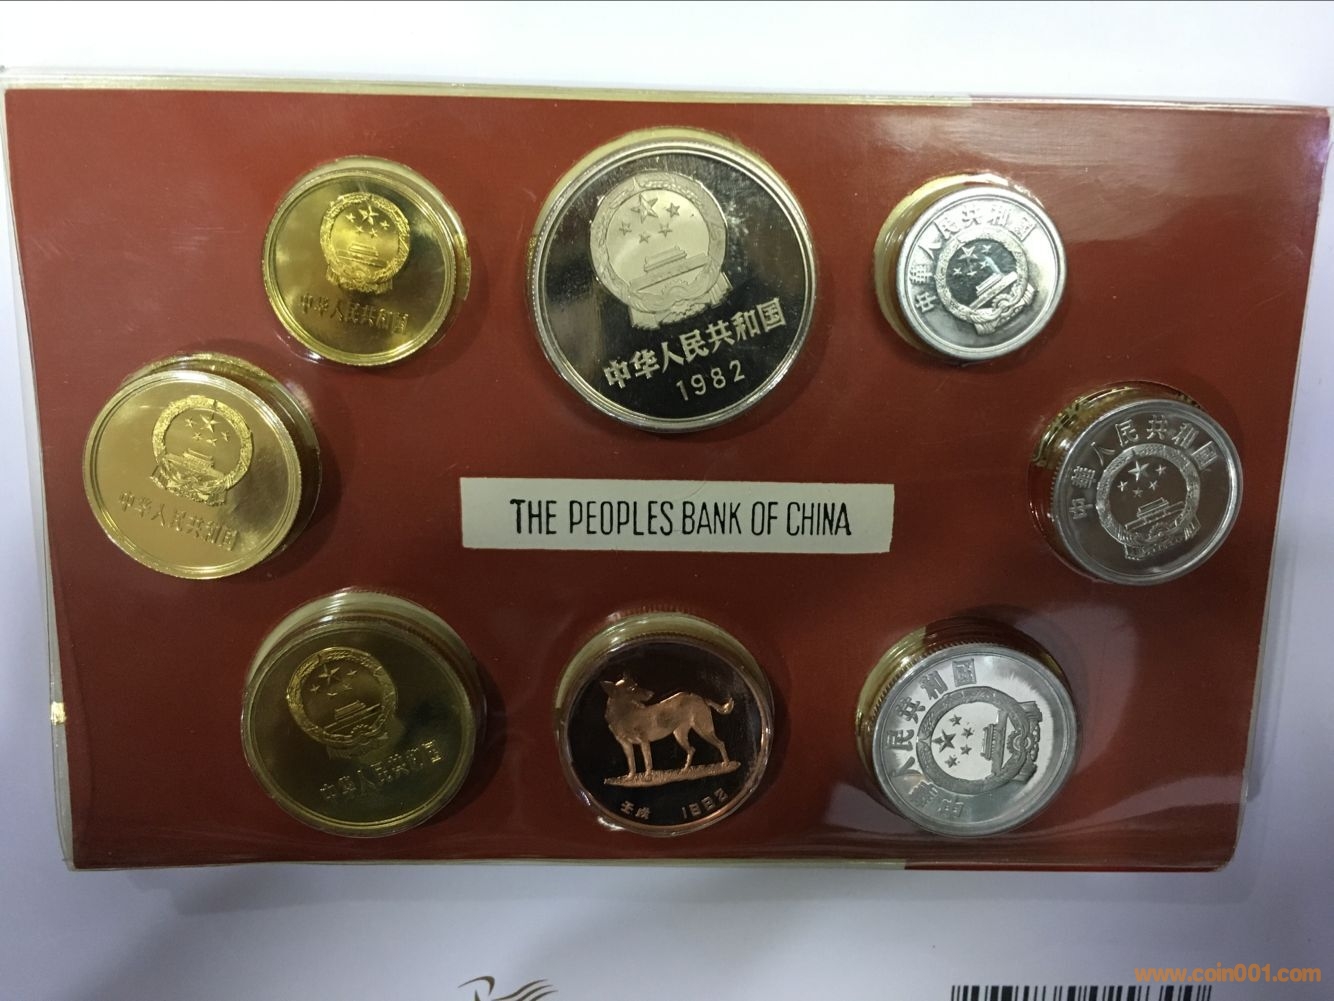 中华人民共和国
中华人民共和国
1982
中華人民共和国
中华人民共和国
中華人民共和国
THE PEOPLES BANK OF CHINA
中华人民共和国
壬戌 1982
中華人民共和国
www.coin001.com